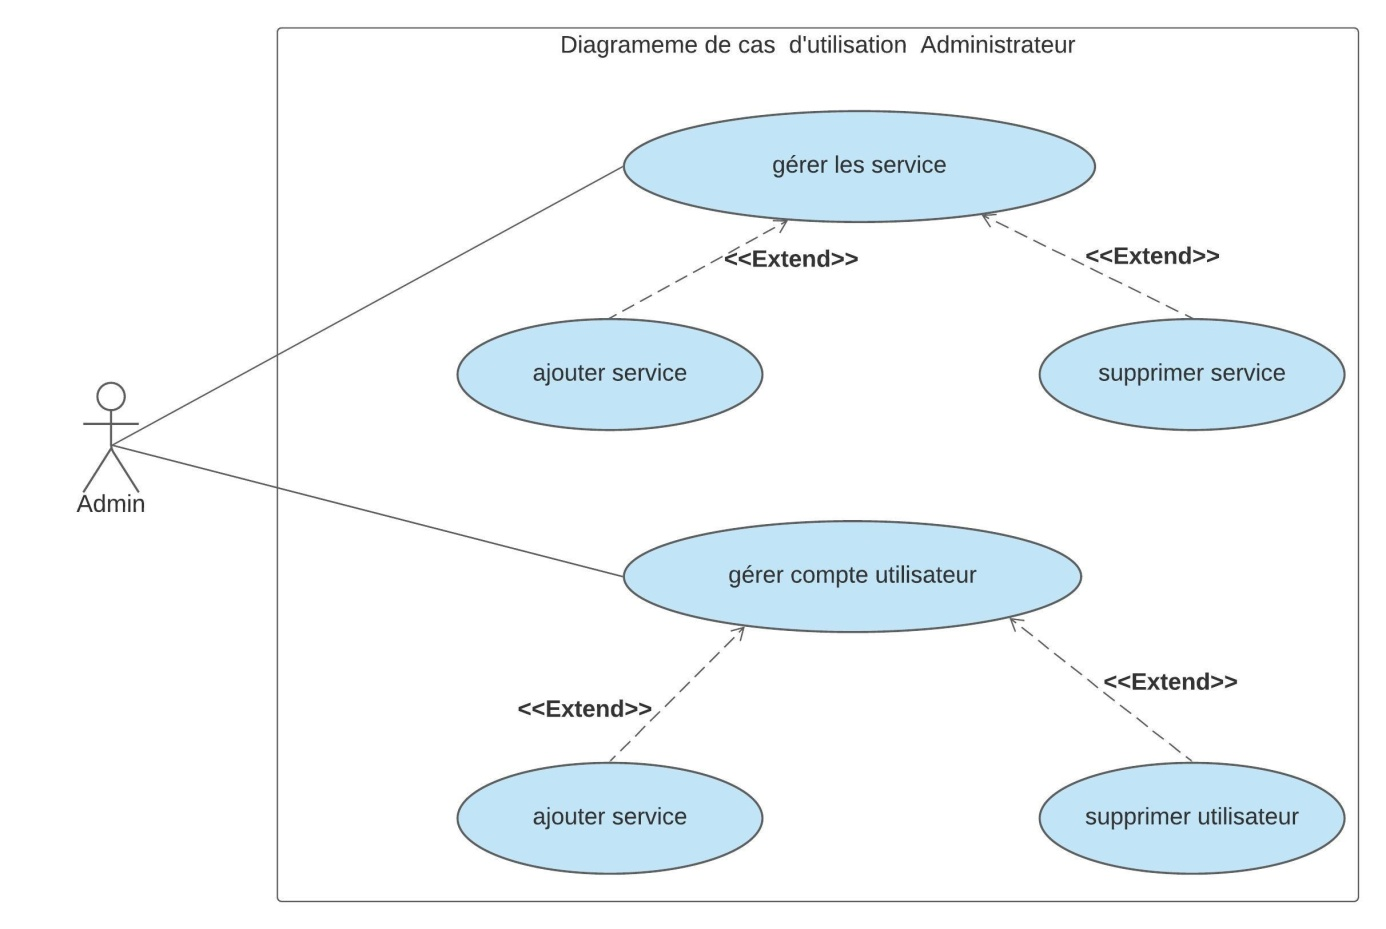 Diagrameme de cas d'utilisation Administrateur
gérer les service
<<Extend>>
<<Extend>>
ajouter service
supprimer service
Admin
gérer compte utilisateur
<<Extend>>
<<Extend>>
ajouter service
supprimer utilisateur